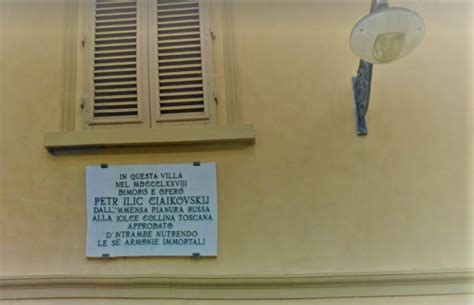 IN QUESTA VILLA
NEL MDCCCLXXVIII
DIMORÒ E OPERÒ
PETR ILIC CIAIKOVSKIJ
DALL'IMMENSA PIANURA RUSSA
ALLA DOLCE COLLINA TOSCANA
APPRODATO
D'NTRAMBE NUTRENDO
LE SE ARMONIE IMMORTALI